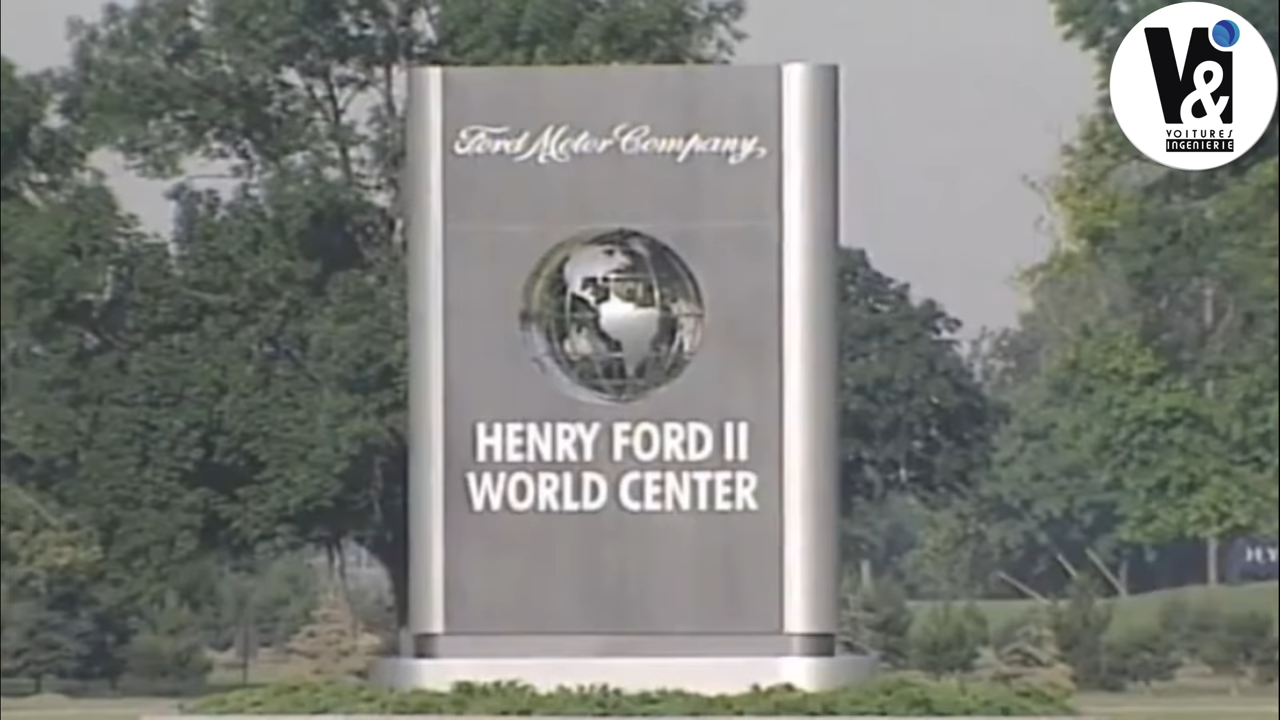 Ford Motor Company,
HENRY FORD II
WORLD CENTER
V&I
VOITURES
INGENIERIE